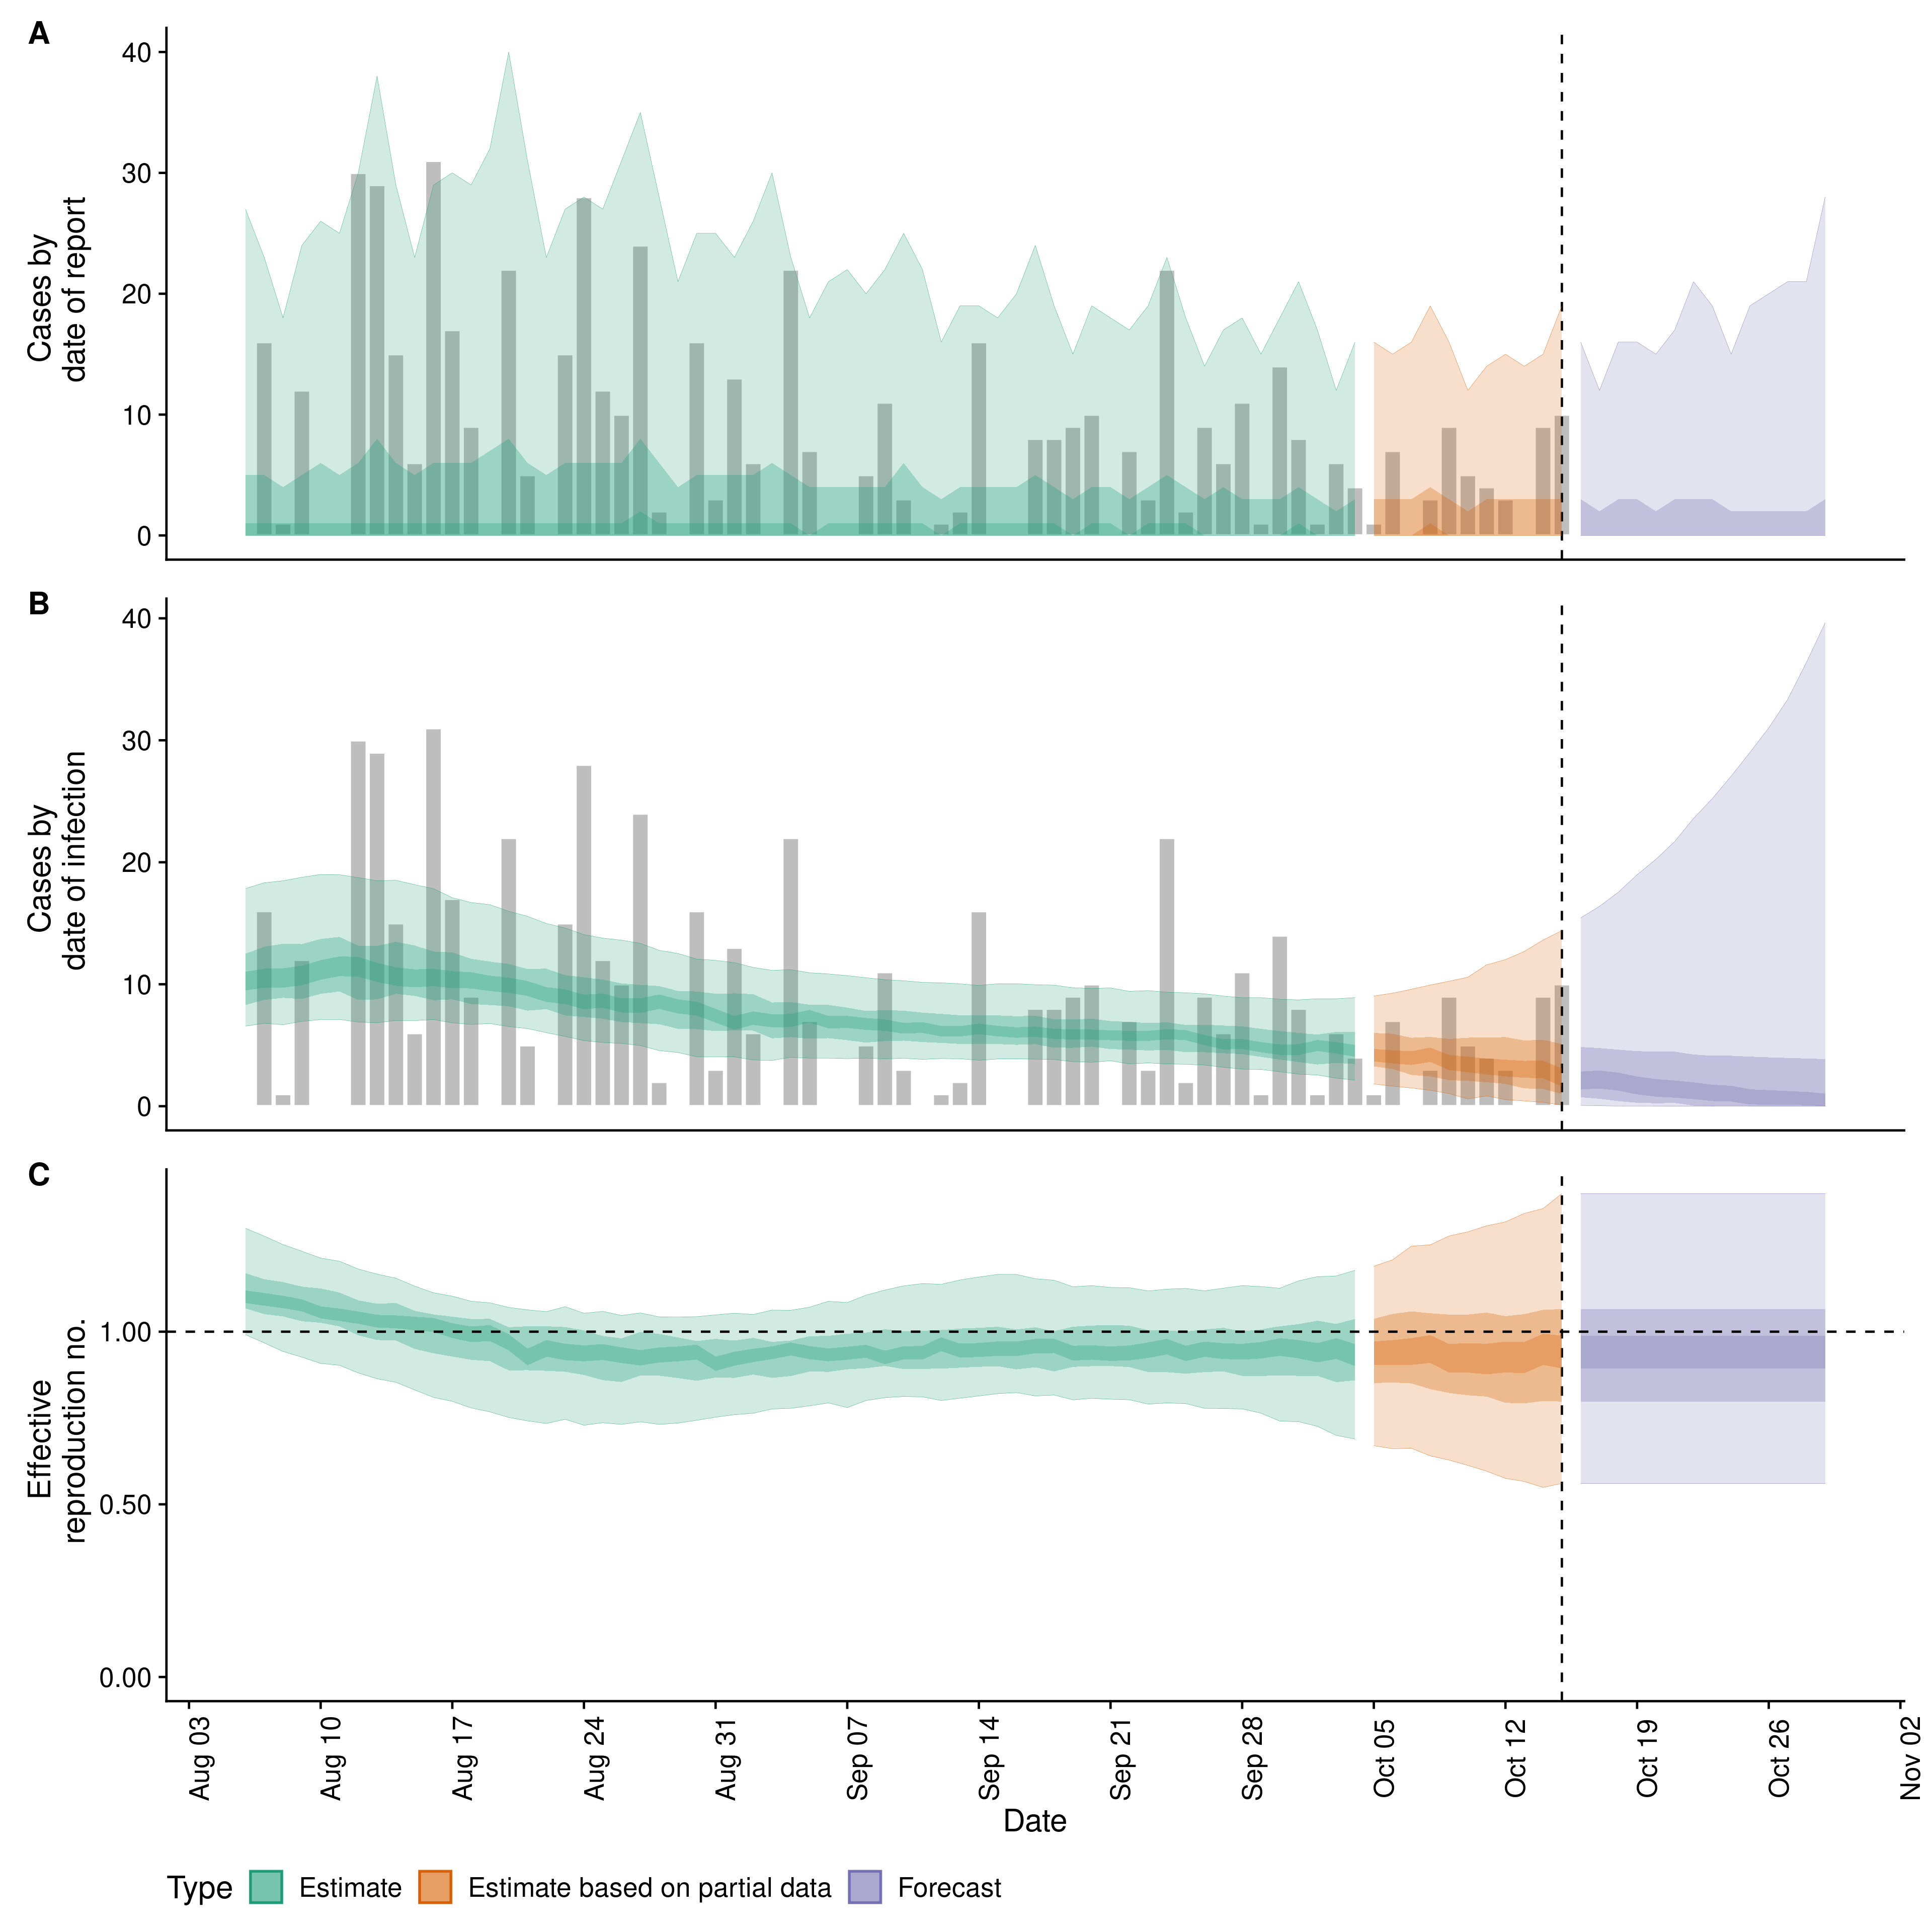 A
40
30
20
10
0
Cases by
date of report
B
40
30
20
10
0
Cases by
date of infection
C
1.00
0.50
0.00
Effective
reproduction no.
Aug 03
Aug 10
Aug 17
Aug 24
Aug 31
Sep 07
Sep 14
Sep 21
Sep 28
Oct 05
Oct 12
Oct 19
Oct 26
Nov 02
Date
Type Estimate Estimate based on partial data Forecast